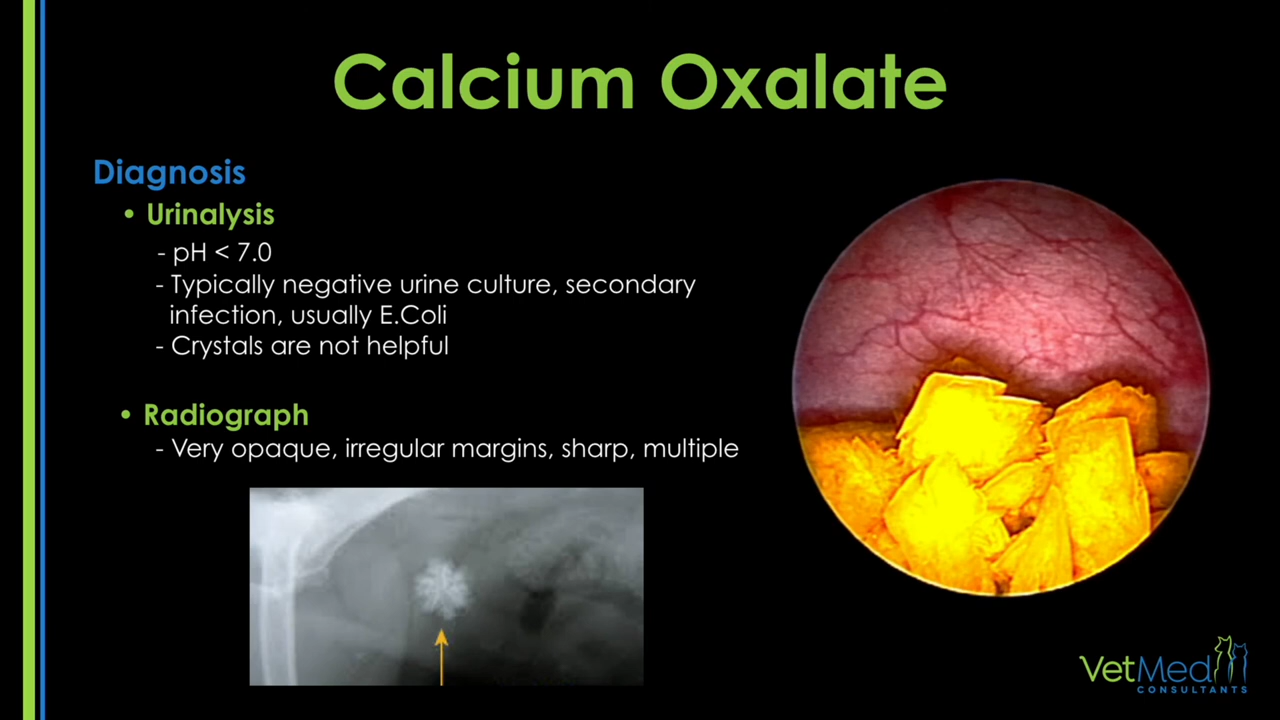 Calcium Oxalate
Diagnosis
• Urinalysis
- pH < 7.0
- Typically negative urine culture, secondary
infection, usually E.Coli
- Crystals are not helpful
• Radiograph
- Very opaque, irregular margins, sharp, multiple
VetMed
CONSULTANTS